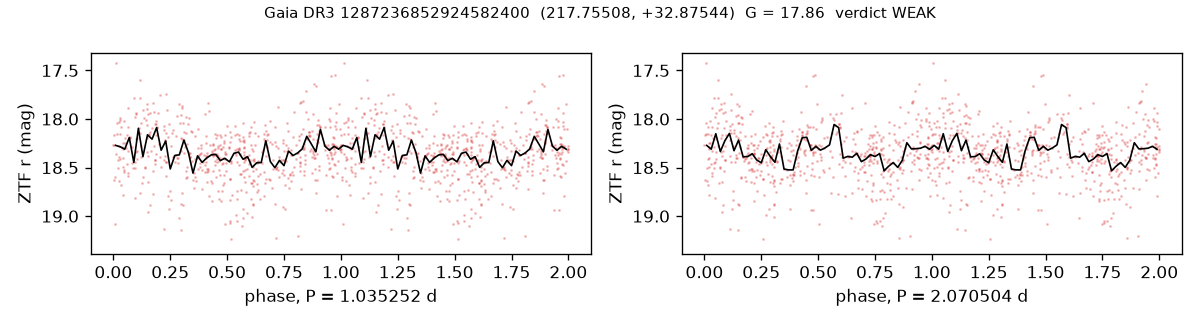 Gaia DR3 1287236852924582400 (217.75508, +32.87544) G = 17.86 verdict WEAK
ZTF r (mag)
17.5
18.0
18.5
19.0
0.00 0.25 0.50 0.75 1.00 1.25 1.50 1.75 2.00
phase, P = 1.035252 d
ZTF r (mag)
17.5
18.0
18.5
19.0
0.00 0.25 0.50 0.75 1.00 1.25 1.50 1.75 2.00
phase, P = 2.070504 d